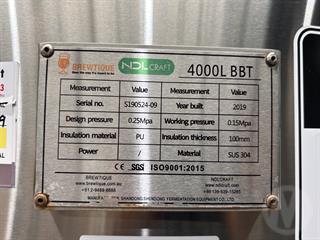 BREWTIQUE NDL CRAFT 4000L BBT
Measurement Value Measurement Value
Serial no. S190524-09 Year built 2019
Design pressure 0.25Mpa Working pressure 0.15Mpa
Insulation material PU Insulation thickness 100mm
Power / Material SUS 304
CE SGS ISO9001:2015
BREWTIQUE NDLCRAFT
www.brewtique.com.au www.ndlcraft.com
SHANDONG SHENDONG FERMENTATION EQUIPMENT CO., LTD.